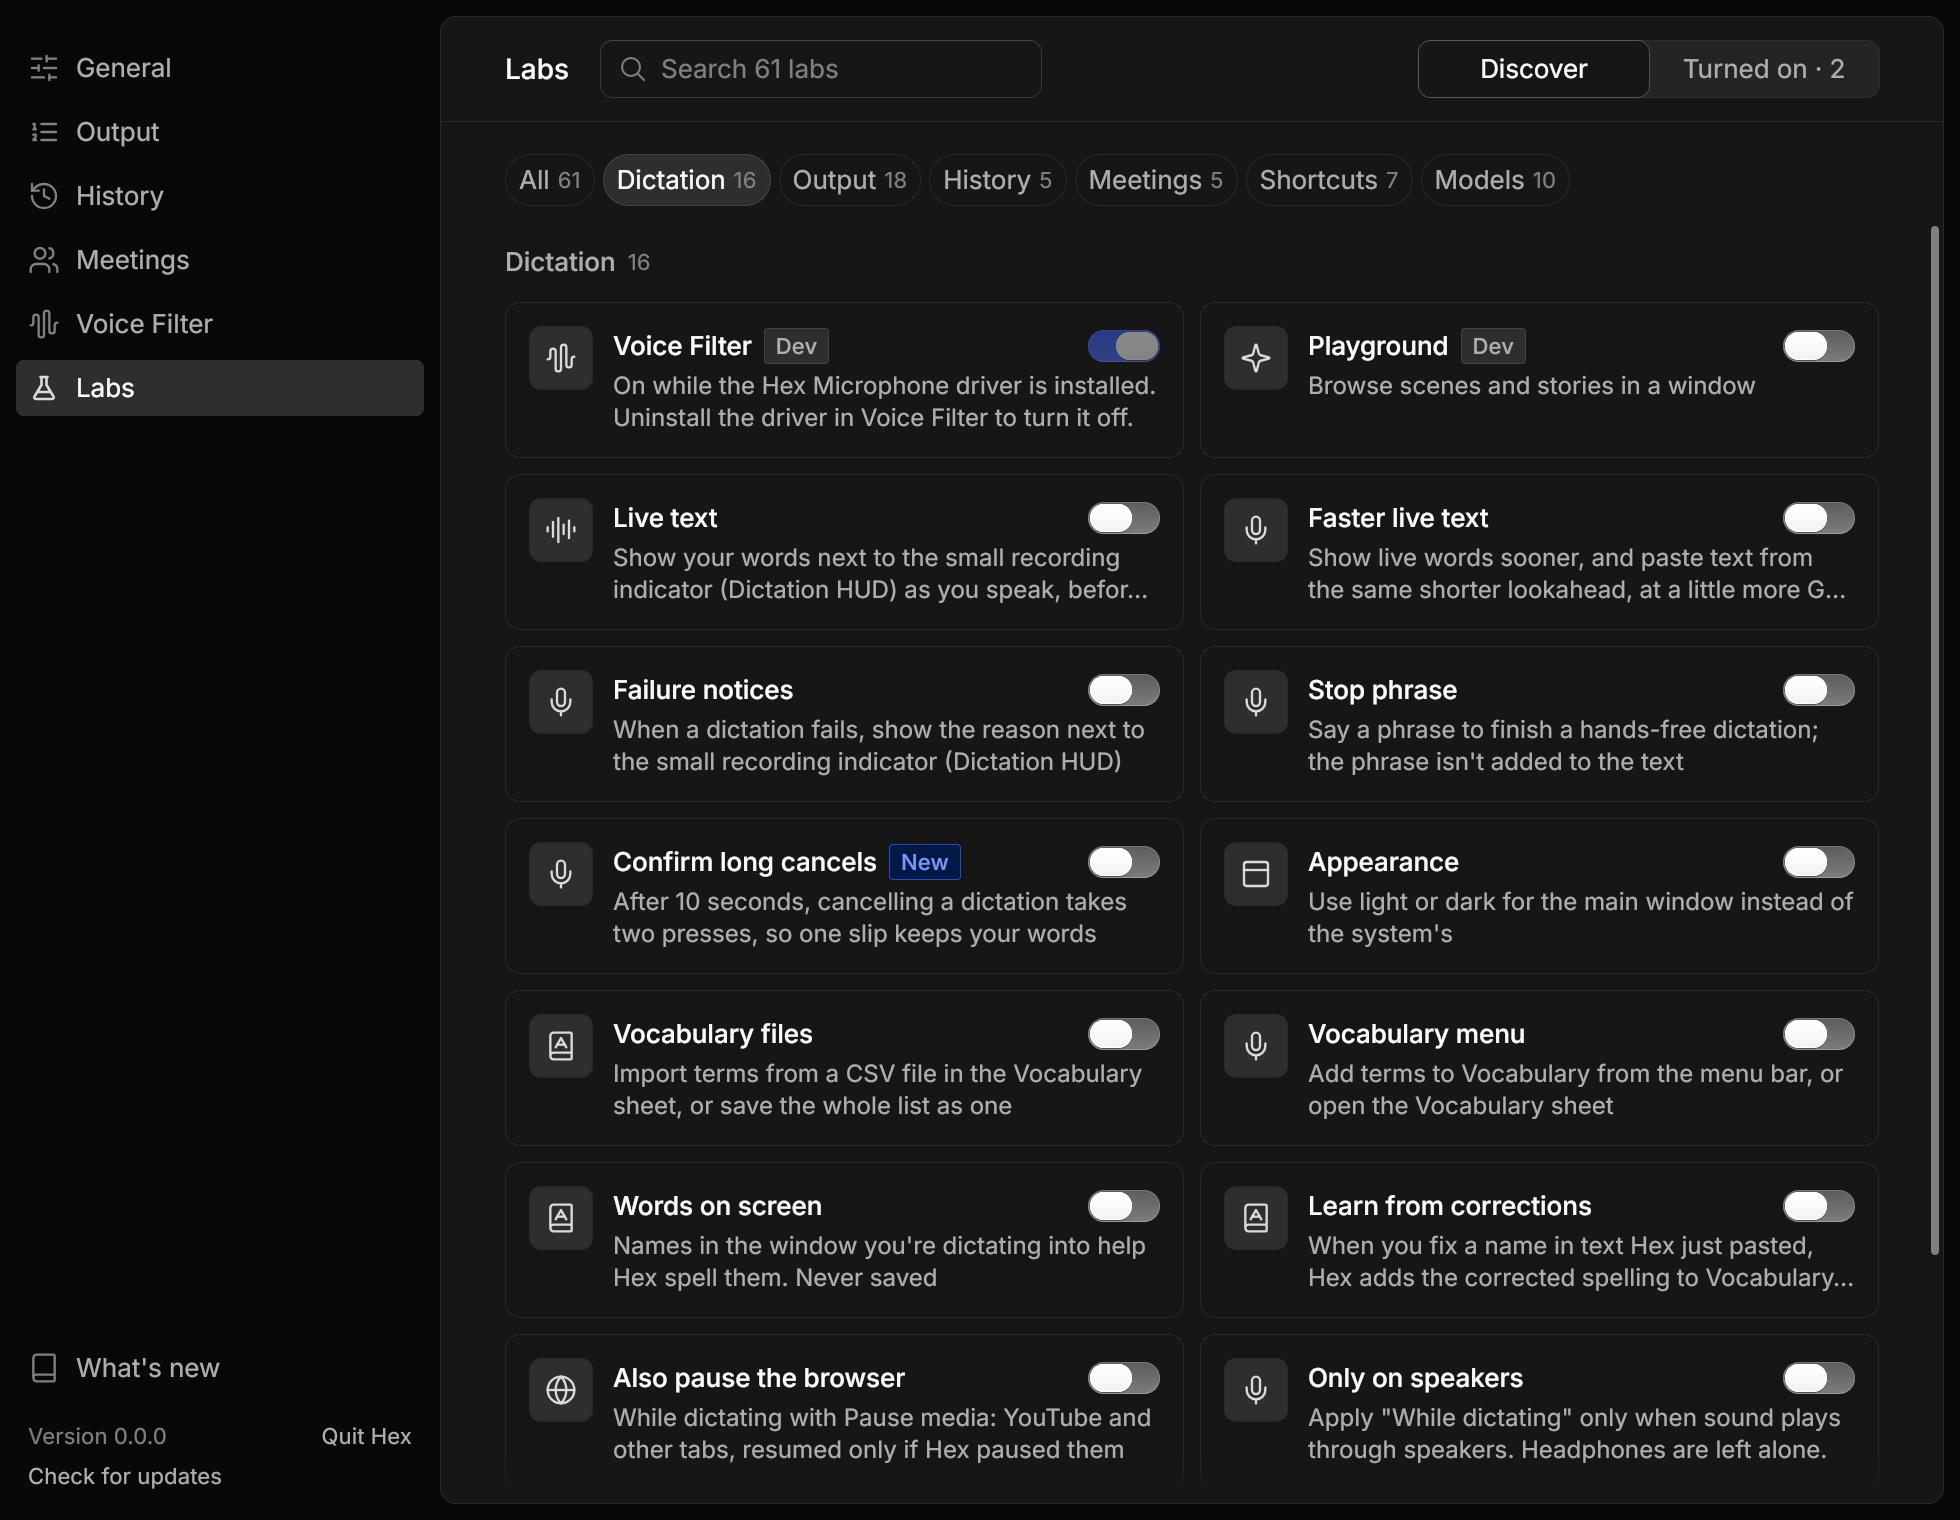 General
Output
History
Meetings
Voice Filter
Labs
What's new
Version 0.0.0
Quit Hex
Check for updates
Labs
Search 61 labs
Discover
Turned on · 2
All 61
Dictation 16
Output 18
History 5
Meetings 5
Shortcuts 7
Models 10
Dictation 16
Voice Filter Dev
On while the Hex Microphone driver is installed.
Uninstall the driver in Voice Filter to turn it off.
Playground Dev
Browse scenes and stories in a window
Live text
Show your words next to the small recording
indicator (Dictation HUD) as you speak, befor...
Faster live text
Show live words sooner, and paste text from
the same shorter lookahead, at a little more G...
Failure notices
When a dictation fails, show the reason next to
the small recording indicator (Dictation HUD)
Stop phrase
Say a phrase to finish a hands-free dictation;
the phrase isn't added to the text
Confirm long cancels New
After 10 seconds, cancelling a dictation takes
two presses, so one slip keeps your words
Appearance
Use light or dark for the main window instead of
the system's
Vocabulary files
Import terms from a CSV file in the Vocabulary
sheet, or save the whole list as one
Vocabulary menu
Add terms to Vocabulary from the menu bar, or
open the Vocabulary sheet
Words on screen
Names in the window you're dictating into help
Hex spell them. Never saved
Learn from corrections
When you fix a name in text Hex just pasted,
Hex adds the corrected spelling to Vocabulary...
Also pause the browser
While dictating with Pause media: YouTube and
other tabs, resumed only if Hex paused them
Only on speakers
Apply "While dictating" only when sound plays
through speakers. Headphones are left alone.